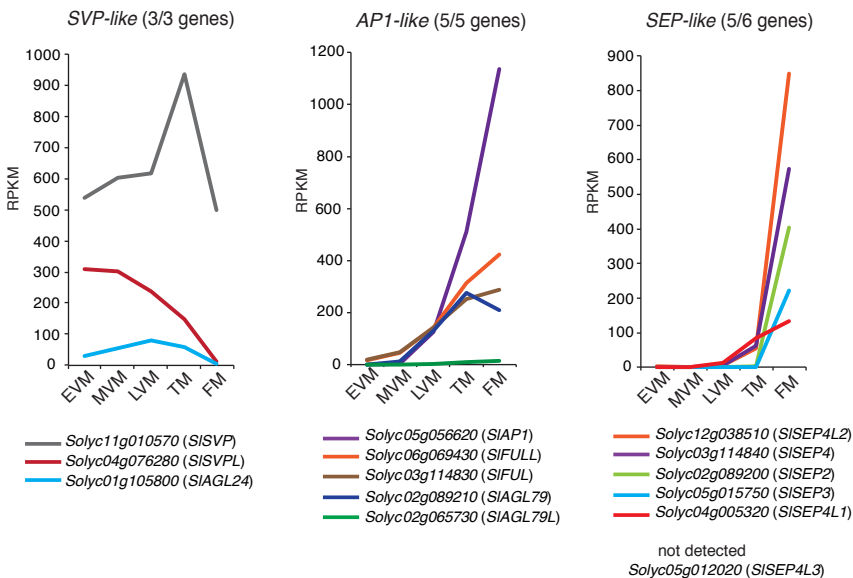 SVP-like (3/3 genes)
1000
900
800
700
600
500
400
300
200
100
0
RPKM
EVM MVM LVM TM FM
Solyc11g010570 (SlSVP)
Solyc04g076280 (SlSVPL)
Solyc01g105800 (SlAGL24)
AP1-like (5/5 genes)
1200
1000
800
600
400
200
0
RPKM
EVM MVM LVM TM FM
Solyc05g056620 (SlAP1)
Solyc06g069430 (SlFULL)
Solyc03g114830 (SlFUL)
Solyc02g089210 (SlAGL79)
Solyc02g065730 (SlAGL79L)
SEP-like (5/6 genes)
900
800
700
600
500
400
300
200
100
0
RPKM
EVM MVM LVM TM FM
Solyc12g038510 (SlSEP4L2)
Solyc03g114840 (SlSEP4)
Solyc02g089200 (SlSEP2)
Solyc05g015750 (SlSEP3)
Solyc04g005320 (SlSEP4L1)
not detected
Solyc05g012020 (SlSEP4L3)